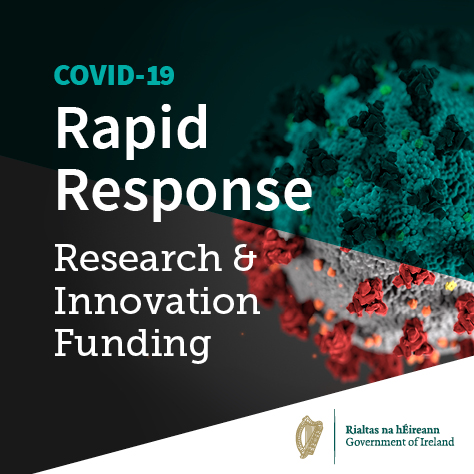 COVID-19
Rapid
Response
Research &
Innovation
Funding
Rialtas na hÉireann
Government of Ireland